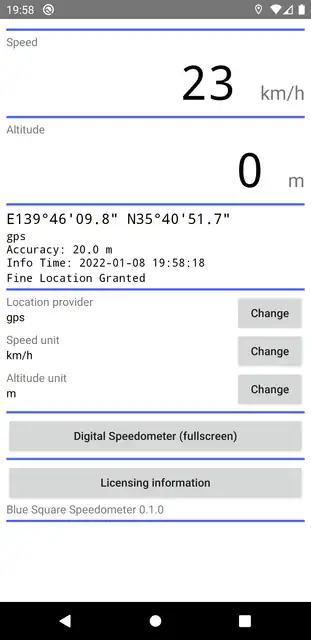 19:58
Speed
23 km/h
Altitude
0 m
E139°46'09.8" N35°40'51.7"
gps
Accuracy: 20.0 m
Info Time: 2022-01-08 19:58:18
Fine Location Granted
Location provider
gps
Change
Speed unit
km/h
Change
Altitude unit
m
Change
Digital Speedometer (fullscreen)
Licensing information
Blue Square Speedometer 0.1.0